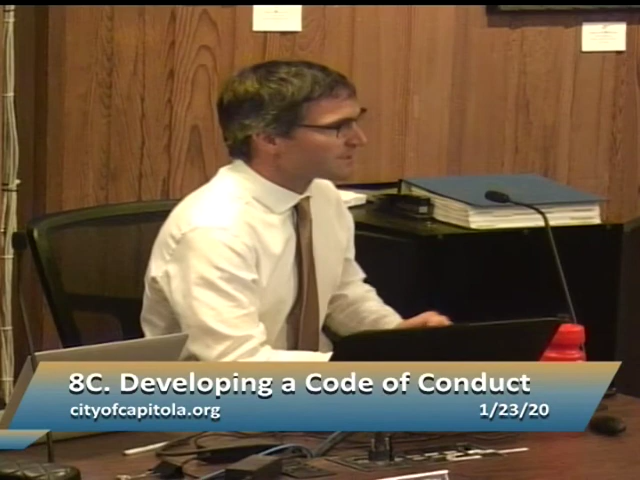 8C. Developing a Code of Conduct
cityofcapitola.org 1/23/20